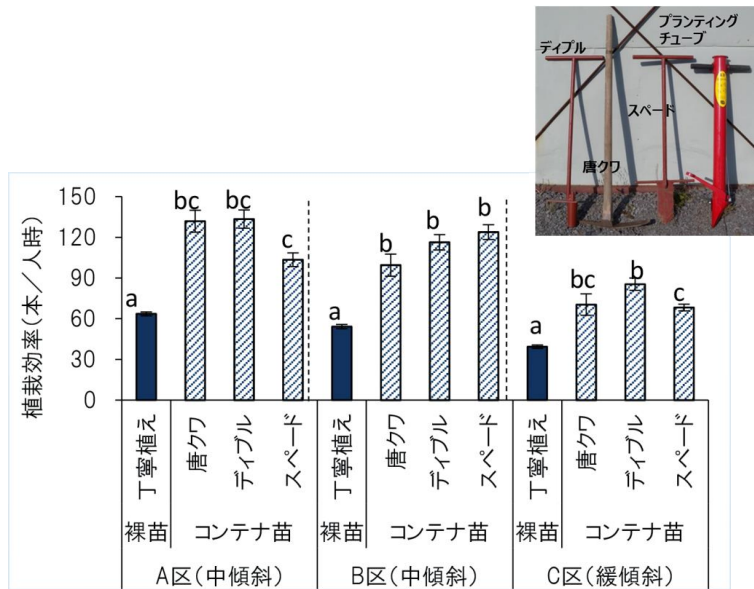 ディプル
プランティング
チューブ
スペード
唐クワ
植栽効率(本/人時)
150
120
90
60
30
0
a
bc
bc
c
a
b
b
b
a
bc
b
c
丁寧植え
唐クワ
ディブル
スペード
丁寧植え
唐クワ
ディブル
スペード
丁寧植え
唐クワ
ディブル
スペード
裸苗
コンテナ苗
裸苗
コンテナ苗
裸苗
コンテナ苗
A区(中傾斜)
B区(中傾斜)
C区(緩傾斜)